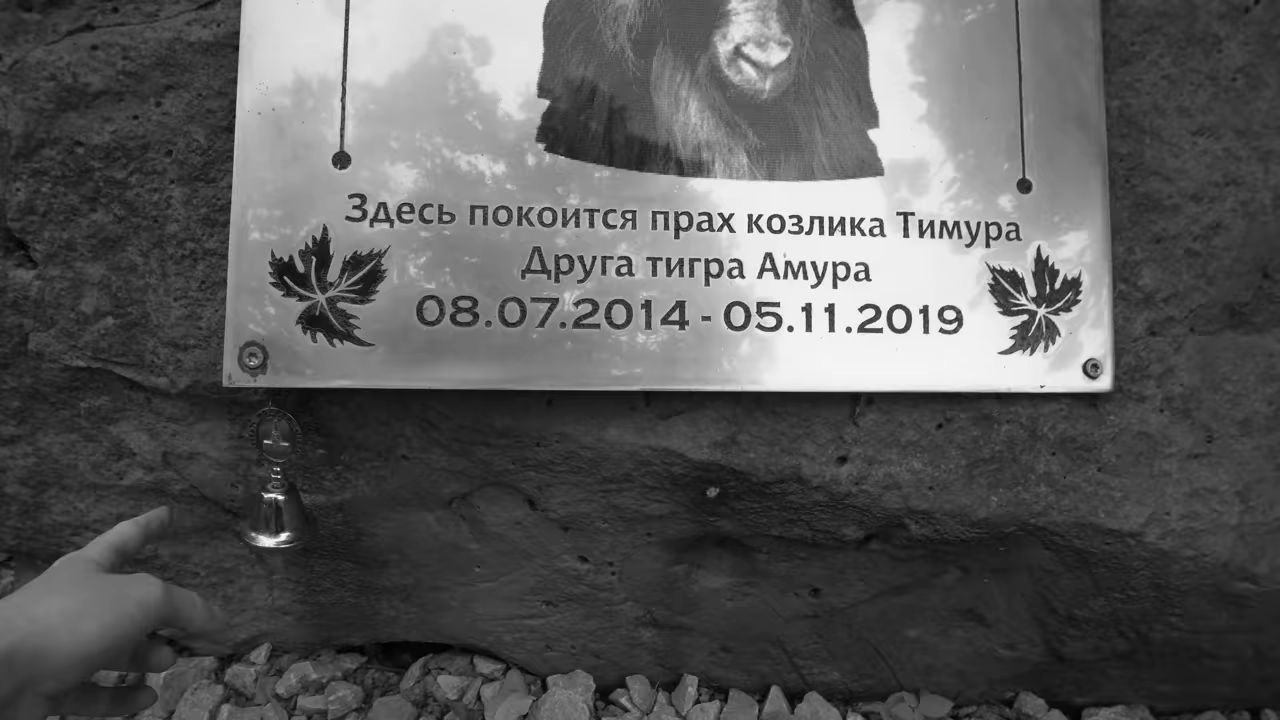 Здесь покоится прах козлика Тимура
Друга тигра Амура
08.07.2014 - 05.11.2019